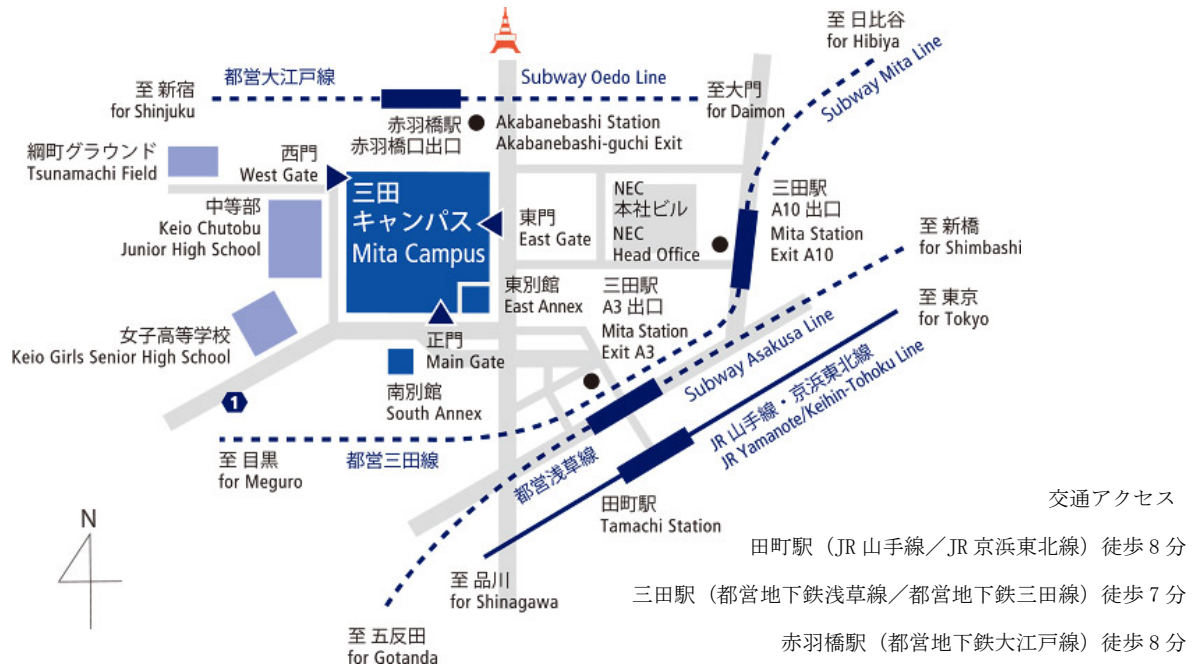 至 日比谷
for Hibiya
都営大江戸線
Subway Oedo Line
Subway Mita Line
至 新宿
for Shinjuku
至大門
for Daimon
赤羽橋駅
赤羽橋口出口
Akabanebashi Station
Akabanebashi-guchi Exit
綱町グラウンド
Tsunamachi Field
西門
West Gate
三田
キャンパス
Mita Campus
NEC
本社ビル
NEC
Head Office
三田駅
A10 出口
Mita Station
Exit A10
中等部
Keio Chutobu
Junior High School
東門
East Gate
至 新橋
for Shimbashi
東別館
East Annex
三田駅
A3 出口
Mita Station
Exit A3
至 東京
for Tokyo
女子高等学校
Keio Girls Senior High School
正門
Main Gate
Subway Asakusa Line
南別館
South Annex
1
JR 山手線・京浜東北線
JR Yamanote/Keihin-Tohoku Line
至 目黒
for Meguro
都営三田線
都営浅草線
田町駅
Tamachi Station
N
至 品川
for Shinagawa
至 五反田
for Gotanda
交通アクセス
田町駅（JR 山手線／JR 京浜東北線）徒歩 8 分
三田駅（都営地下鉄浅草線／都営地下鉄三田線）徒歩 7 分
赤羽橋駅（都営地下鉄大江戸線）徒歩 8 分